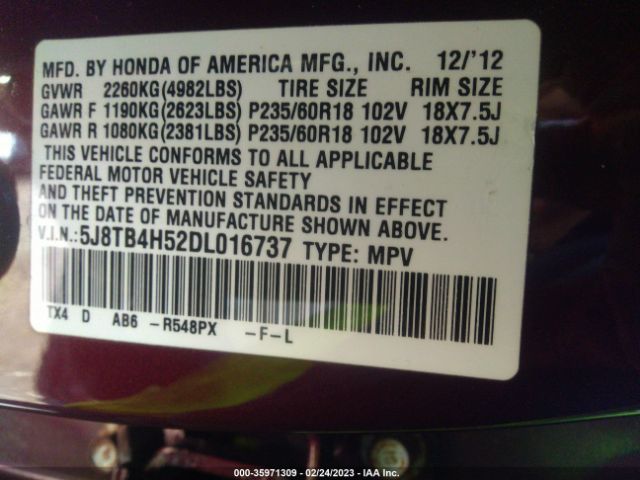 MFD. BY HONDA OF AMERICA MFG., INC. 12/'12
GVWR 2260KG(4982LBS) TIRE SIZE RIM SIZE
GAWR F 1190KG(2623LBS) P235/60R18 102V 18X7.5J
GAWR R 1080KG(2381LBS) P235/60R18 102V 18X7.5J
THIS VEHICLE CONFORMS TO ALL APPLICABLE
FEDERAL MOTOR VEHICLE SAFETY
AND THEFT PREVENTION STANDARDS IN EFFECT
ON THE DATE OF MANUFACTURE SHOWN ABOVE.
V.I.N.: 5J8TB4H52DL016737 TYPE: MPV
TX4 D AB6 -R548PX -F-L
000-35971309 - 02/24/2023 - IAA Inc.